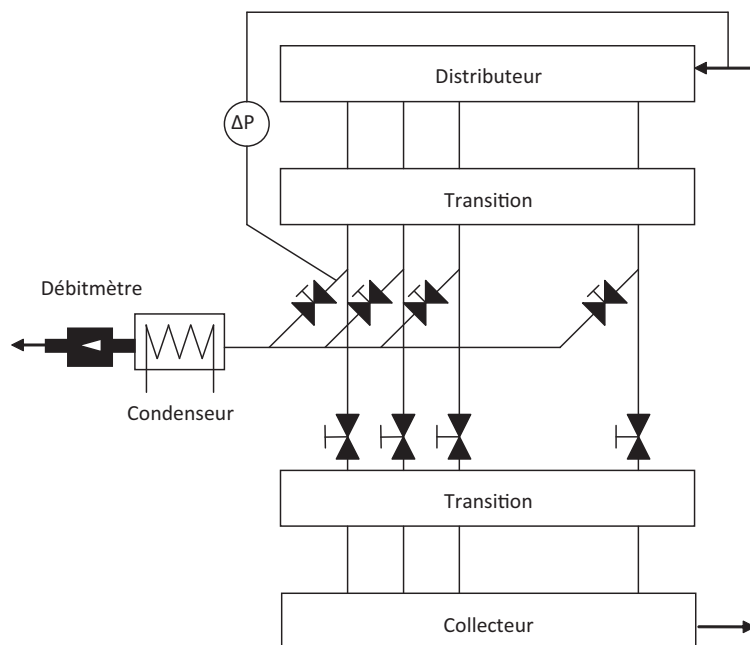 Distributeur
ΔP
Transition
Débitmètre
Condenseur
Transition
Collecteur